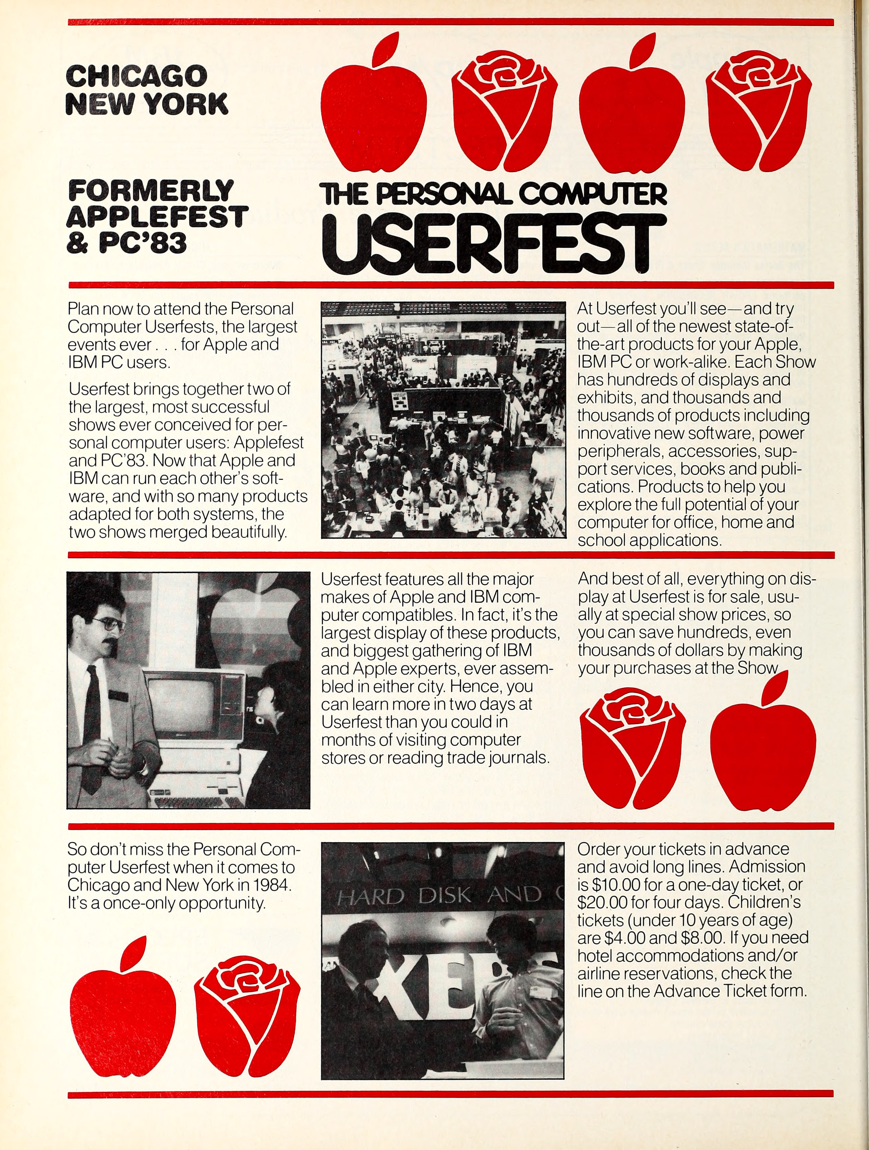 CHICAGO
NEW YORK
FORMERLY
APPLEFEST
& PC'83
THE PERSONAL COMPUTER
USERFEST
Plan now to attend the Personal
Computer Userfests, the largest
events ever . . . for Apple and
IBM PC users.
Userfest brings together two of
the largest, most successful
shows ever conceived for per-
sonal computer users: Applefest
and PC'83. Now that Apple and
IBM can run each other's soft-
ware, and with so many products
adapted for both systems, the
two shows merged beautifully.
At Userfest you'll see—and try
out—all of the newest state-of-
the-art products for your Apple,
IBM PC or work-alike. Each Show
has hundreds of displays and
exhibits, and thousands and
thousands of products including
innovative new software, power
peripherals, accessories, sup-
port services, books and publi-
cations. Products to help you
explore the full potential of your
computer for office, home and
school applications.
Userfest features all the major
makes of Apple and IBM com-
puter compatibles. In fact, it's the
largest display of these products,
and biggest gathering of IBM
and Apple experts, ever assem-
bled in either city. Hence, you
can learn more in two days at
Userfest than you could in
months of visiting computer
stores or reading trade journals.
And best of all, everything on dis-
play at Userfest is for sale, usu-
ally at special show prices, so
you can save hundreds, even
thousands of dollars by making
your purchases at the Show.
So don't miss the Personal Com-
puter Userfest when it comes to
Chicago and New York in 1984.
It's a once-only opportunity.
HARD DISK AND
XEB
Order your tickets in advance
and avoid long lines. Admission
is $10.00 for a one-day ticket, or
$20.00 for four days. Children's
tickets (under 10 years of age)
are $4.00 and $8.00. If you need
hotel accommodations and/or
airline reservations, check the
line on the Advance Ticket form.